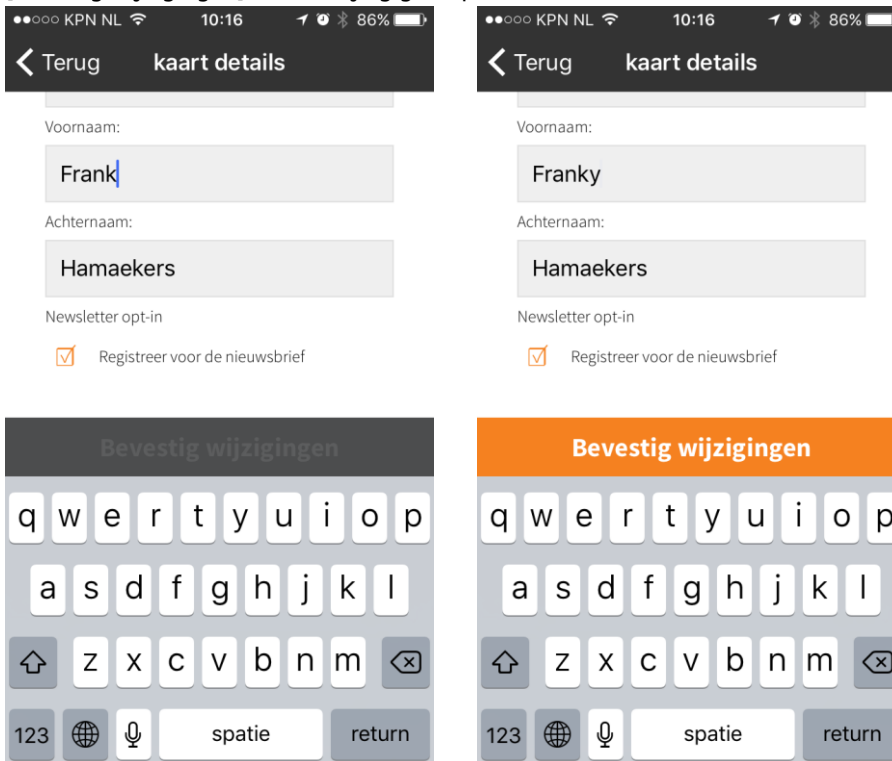 KPN NL 10:16 86%
Terug kaart details
Voornaam:
Frank
Achternaam:
Hamaekers
Newsletter opt-in
Registreer voor de nieuwsbrief
Bevestig wijzigingen
q w e r t y u i o p
a s d f g h j k l
z x c v b n m
123 spatie return
KPN NL 10:16 86%
Terug kaart details
Voornaam:
Franky
Achternaam:
Hamaekers
Newsletter opt-in
Registreer voor de nieuwsbrief
Bevestig wijzigingen
q w e r t y u i o p
a s d f g h j k l
z x c v b n m
123 spatie return